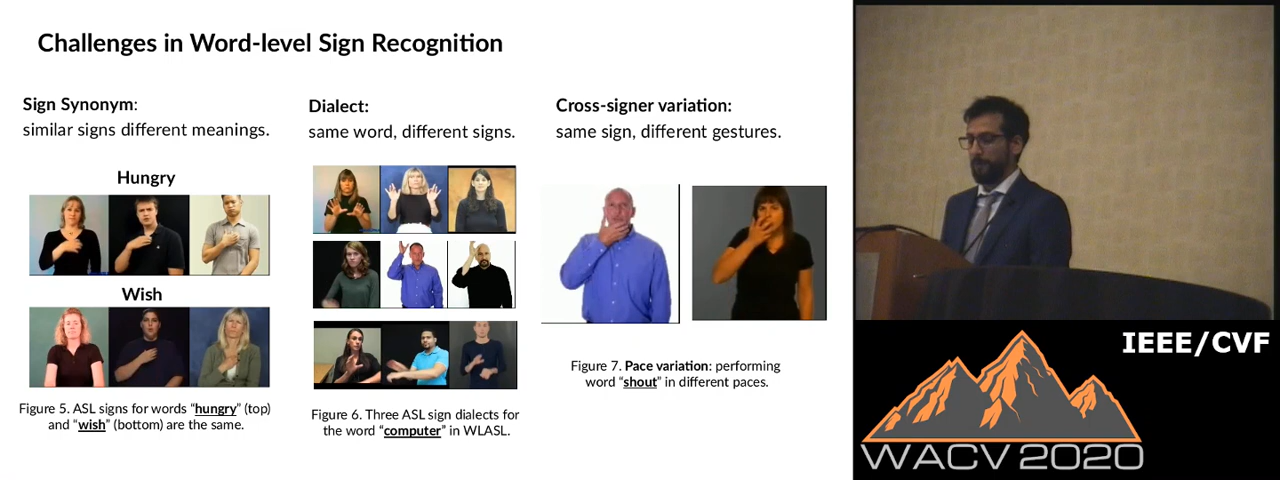 Challenges in Word-level Sign Recognition
Sign Synonym:
similar signs different meanings.
Hungry
Wish
Figure 5. ASL signs for words “hungry” (top)
and “wish” (bottom) are the same.
Dialect:
same word, different signs.
Figure 6. Three ASL sign dialects for
the word “computer” in WLASL.
Cross-signer variation:
same sign, different gestures.
Figure 7. Pace variation: performing
word “shout” in different paces.
IEEE/CVF
WACV 2020